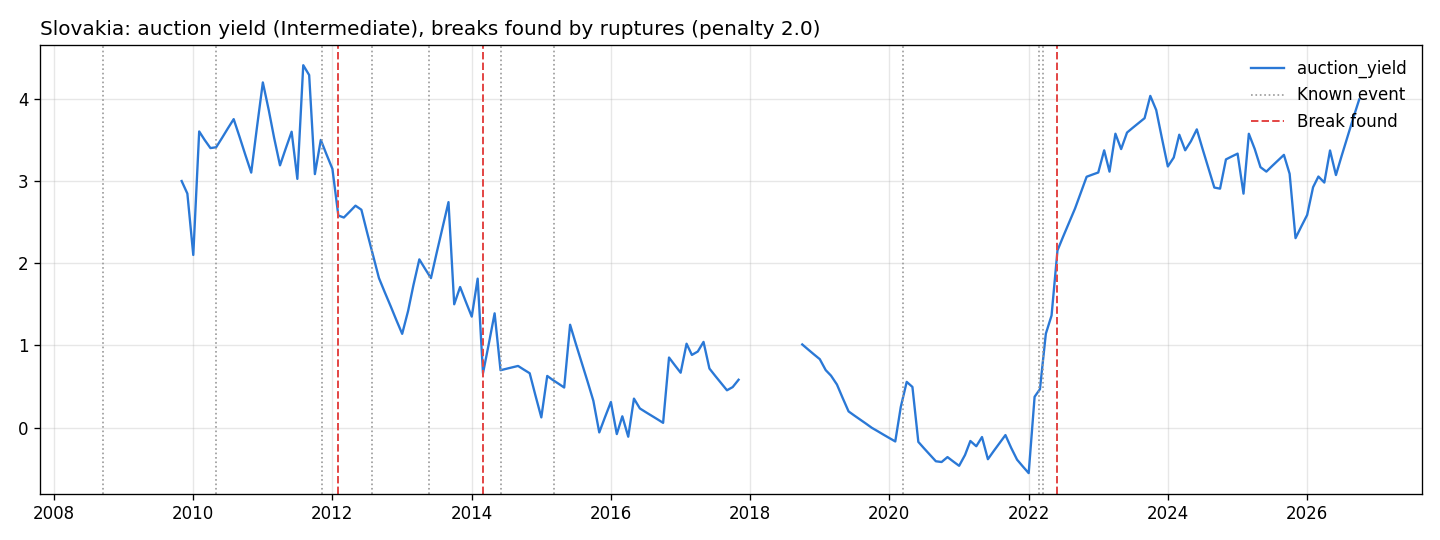 Slovakia: auction yield (Intermediate), breaks found by ruptures (penalty 2.0)
auction_yield
Known event
Break found
4
3
2
1
0
2008 2010 2012 2014 2016 2018 2020 2022 2024 2026